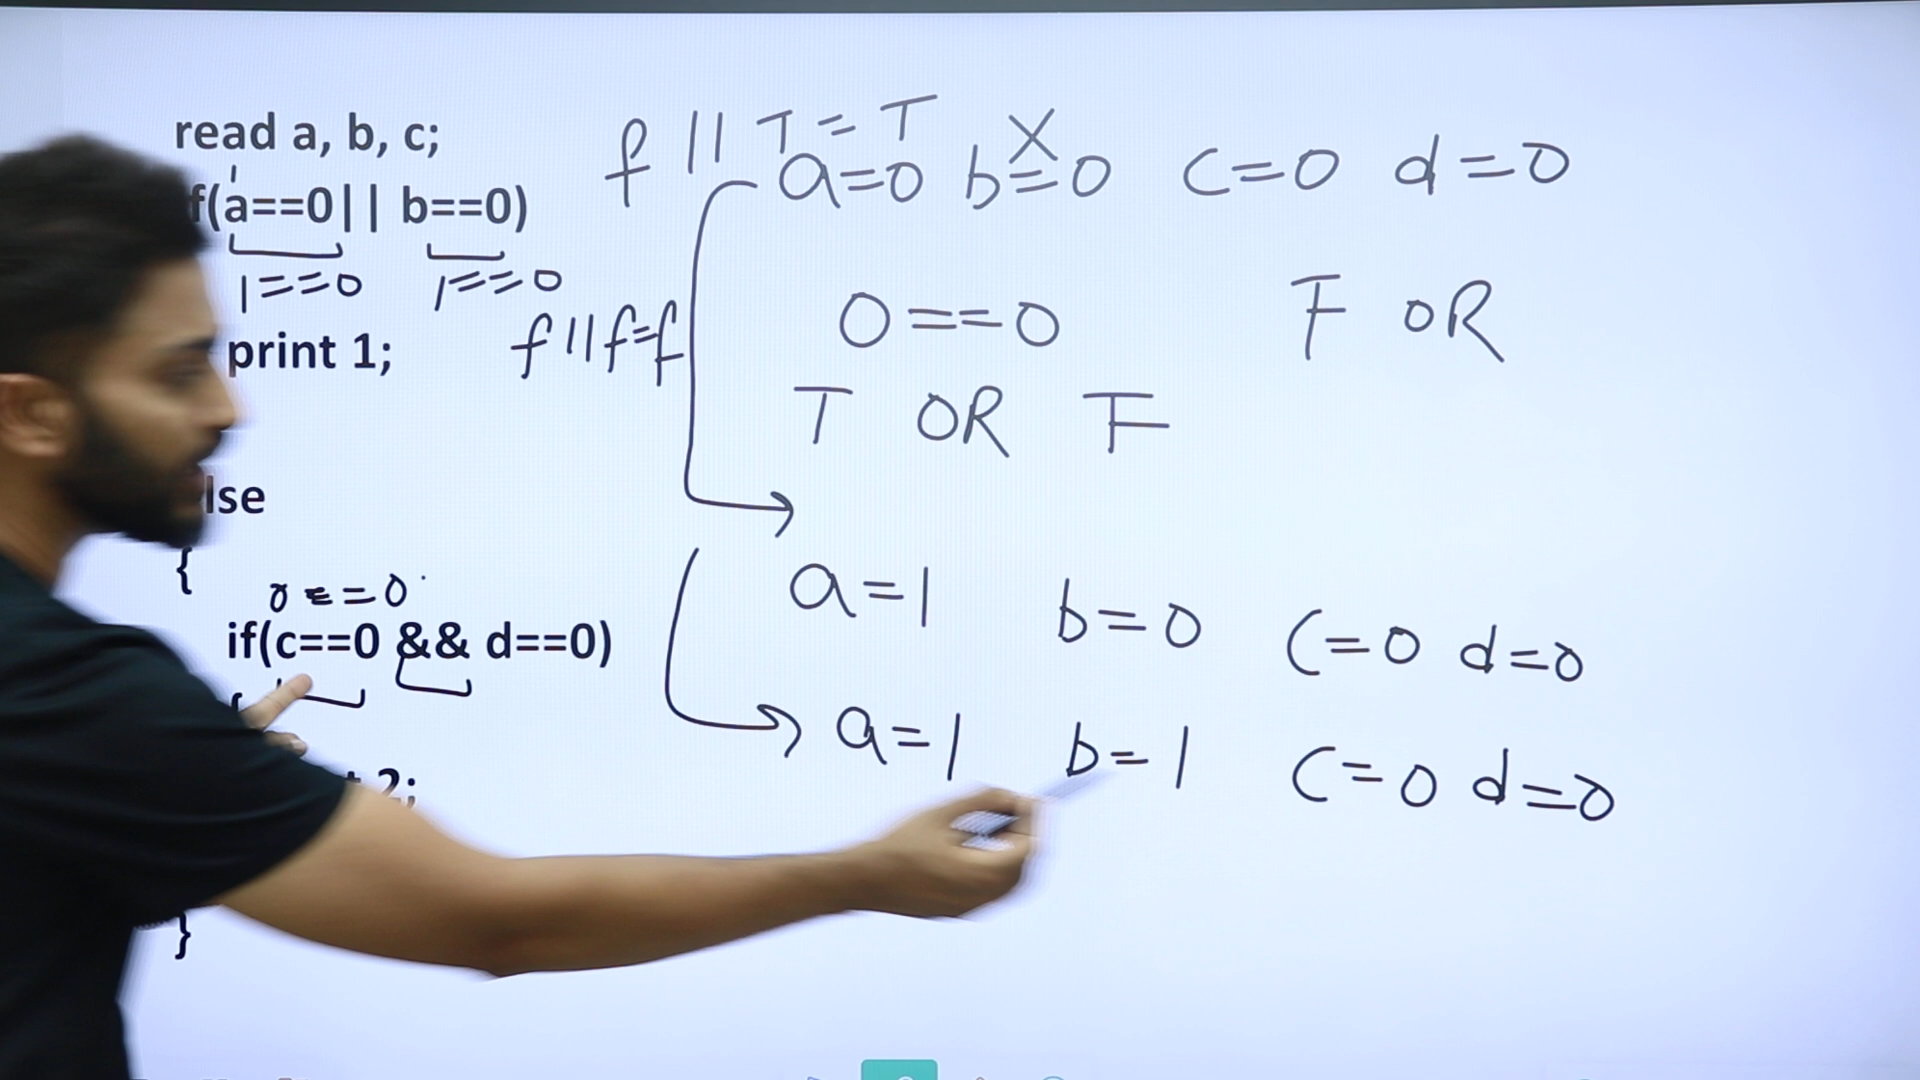 read a, b, c;
f(a==0|| b==0)
1==0 1==0
print 1;
f||f=f
lse
{
0==0
if(c==0 && d==0)
{
2;
}
f || T = T
a=0 b=0 c=0 d=0
0==0 F OR
T OR F
a=1 b=0 c=0 d=0
a=1 b=1 c=0 d=0